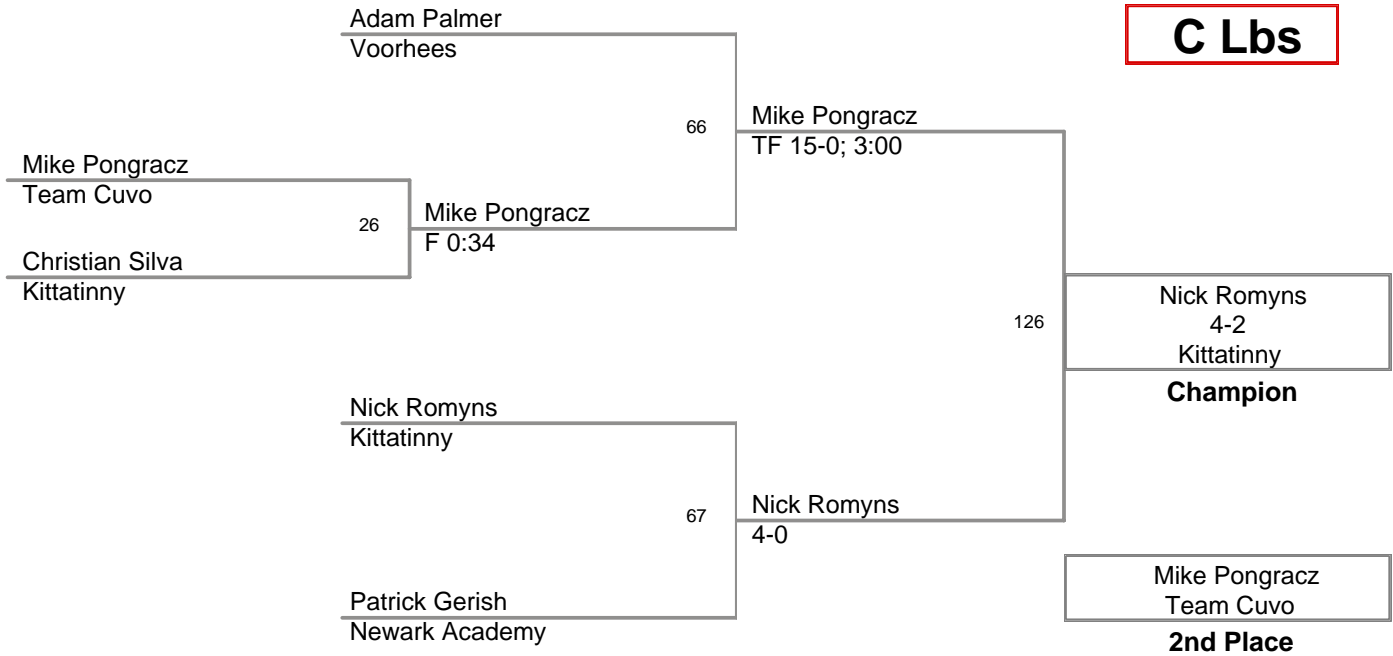 Adam Palmer
Voorhees
C Lbs
66
Mike Pongracz
TF 15-0; 3:00
Mike Pongracz
Team Cuvo
26
Mike Pongracz
F 0:34
Christian Silva
Kittatinny
126
Nick Romyns
4-2
Kittatinny
Champion
Nick Romyns
Kittatinny
67
Nick Romyns
4-0
Patrick Gerish
Newark Academy
Mike Pongracz
Team Cuvo
2nd Place